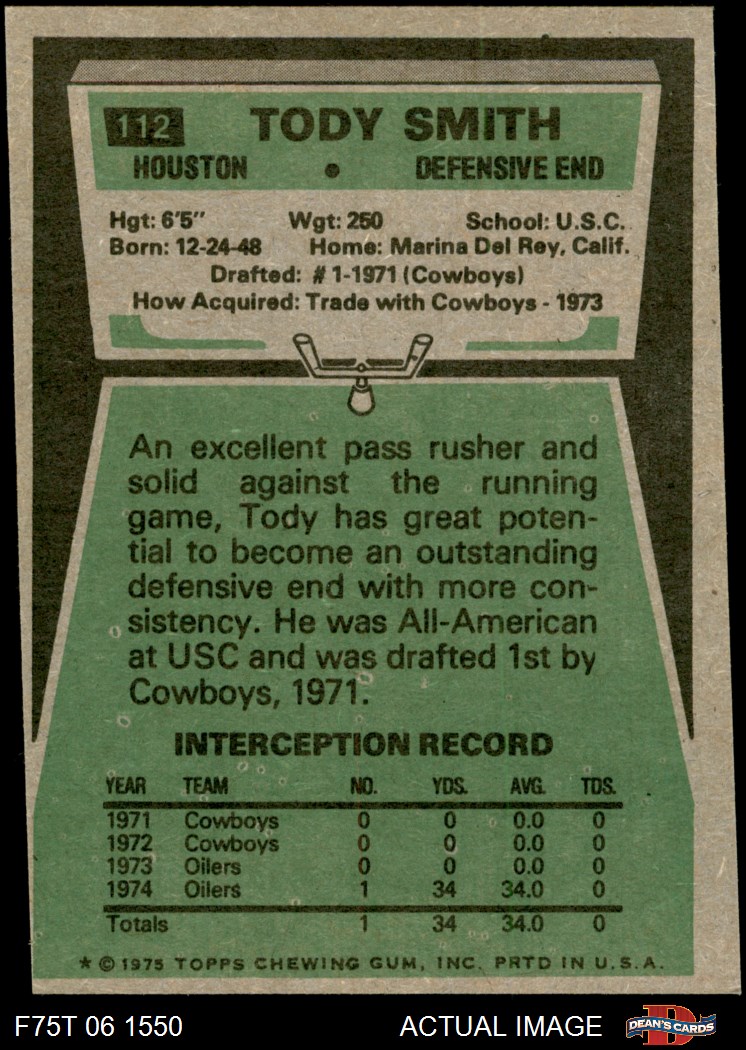 112 TODY SMITH
HOUSTON • DEFENSIVE END
Hgt: 6'5" Wgt: 250 School: U.S.C.
Born: 12-24-48 Home: Marina Del Rey, Calif.
Drafted: #1-1971 (Cowboys)
How Acquired: Trade with Cowboys - 1973
An excellent pass rusher and
solid against the running
game, Tody has great poten-
tial to become an outstanding
defensive end with more con-
sistency. He was All-American
at USC and was drafted 1st by
Cowboys, 1971.
INTERCEPTION RECORD
YEAR TEAM NO. YDS. AVG. TDS.
1971 Cowboys 0 0 0.0 0
1972 Cowboys 0 0 0.0 0
1973 Oilers 0 0 0.0 0
1974 Oilers 1 34 34.0 0
Totals 1 34 34.0 0
* © 1975 TOPPS CHEWING GUM, INC. PRTD IN U.S.A.
F75T 06 1550 ACTUAL IMAGE D DEAN'S CARDS